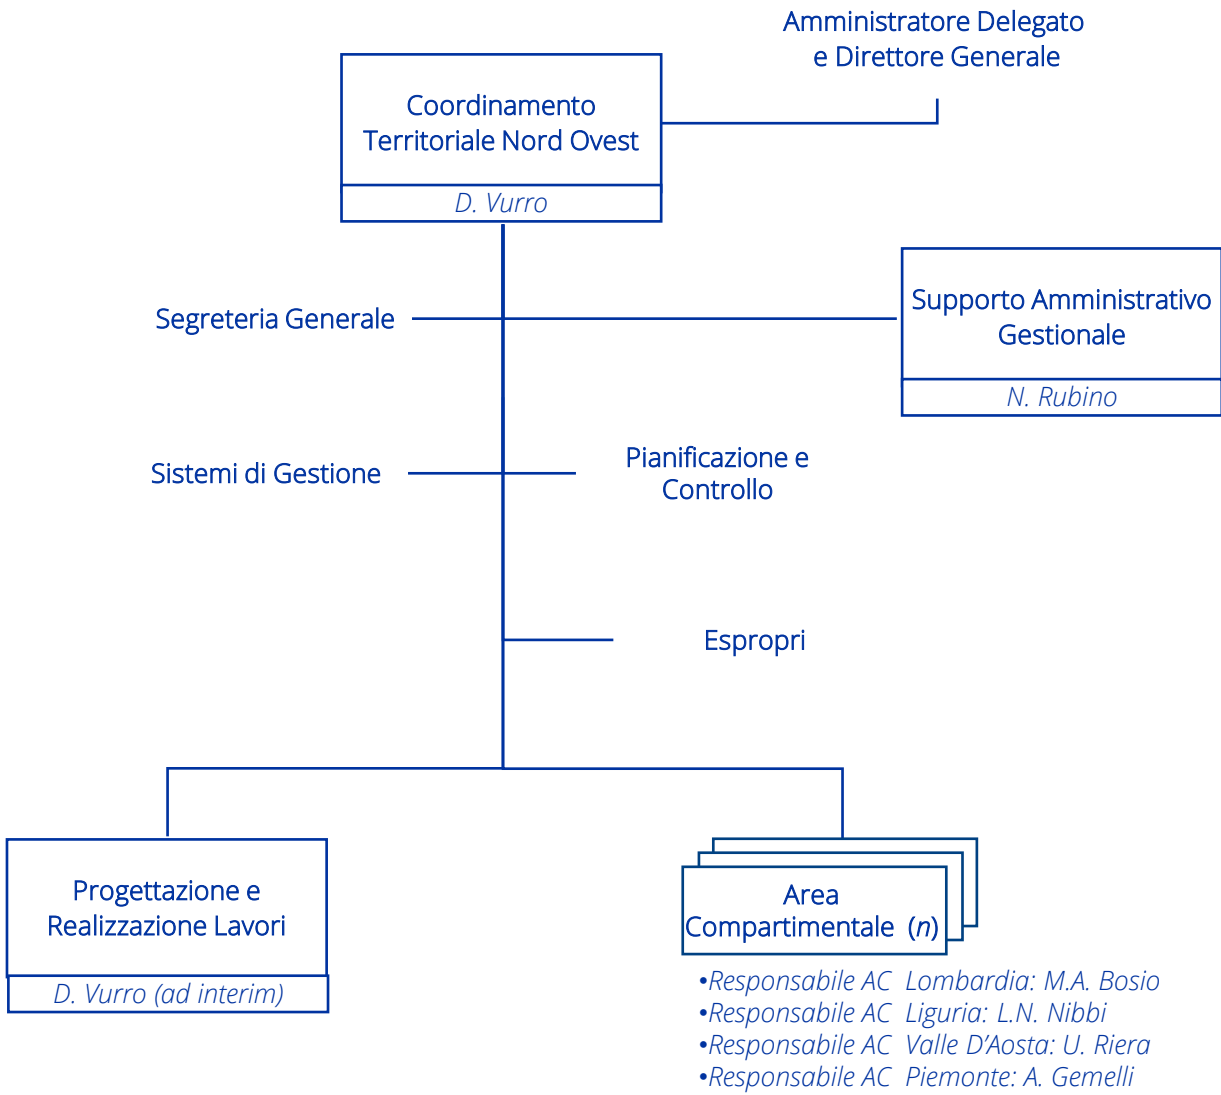 Amministratore Delegato
e Direttore Generale
Coordinamento
Territoriale Nord Ovest
D. Vurro
Supporto Amministrativo
Gestionale
N. Rubino
Segreteria Generale
Sistemi di Gestione
Pianificazione e
Controllo
Espropri
Progettazione e
Realizzazione Lavori
D. Vurro (ad interim)
Area
Compartimentale (n)
•Responsabile AC Lombardia: M.A. Bosio
•Responsabile AC Liguria: L.N. Nibbi
•Responsabile AC Valle D’Aosta: U. Riera
•Responsabile AC Piemonte: A. Gemelli